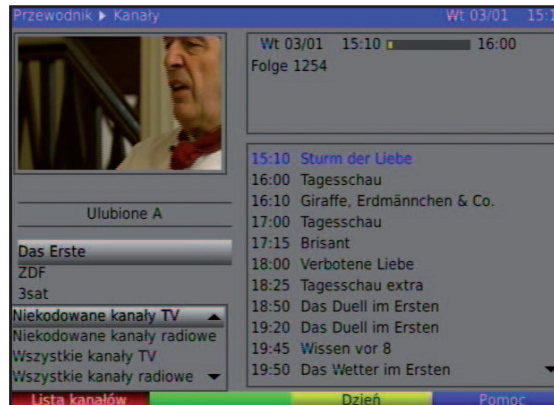 Przewodnik ▶ Kanały Wt 03/01
Wt 03/01 15:10 16:00
Folge 1254
Ulubione A
Das Erste
ZDF
3sat
Niekodowane kanały TV
Niekodowane kanały radiowe
Wszystkie kanały TV
Wszystkie kanały radiowe
15:10 Sturm der Liebe
16:00 Tagesschau
16:10 Giraffe, Erdmännchen & Co.
17:00 Tagesschau
17:15 Brisant
18:00 Verbotene Liebe
18:25 Tagesschau extra
18:50 Das Duell im Ersten
19:20 Das Duell im Ersten
19:45 Wissen vor 8
19:50 Das Wetter im Ersten
Lista kanałów Dzień Pomoc